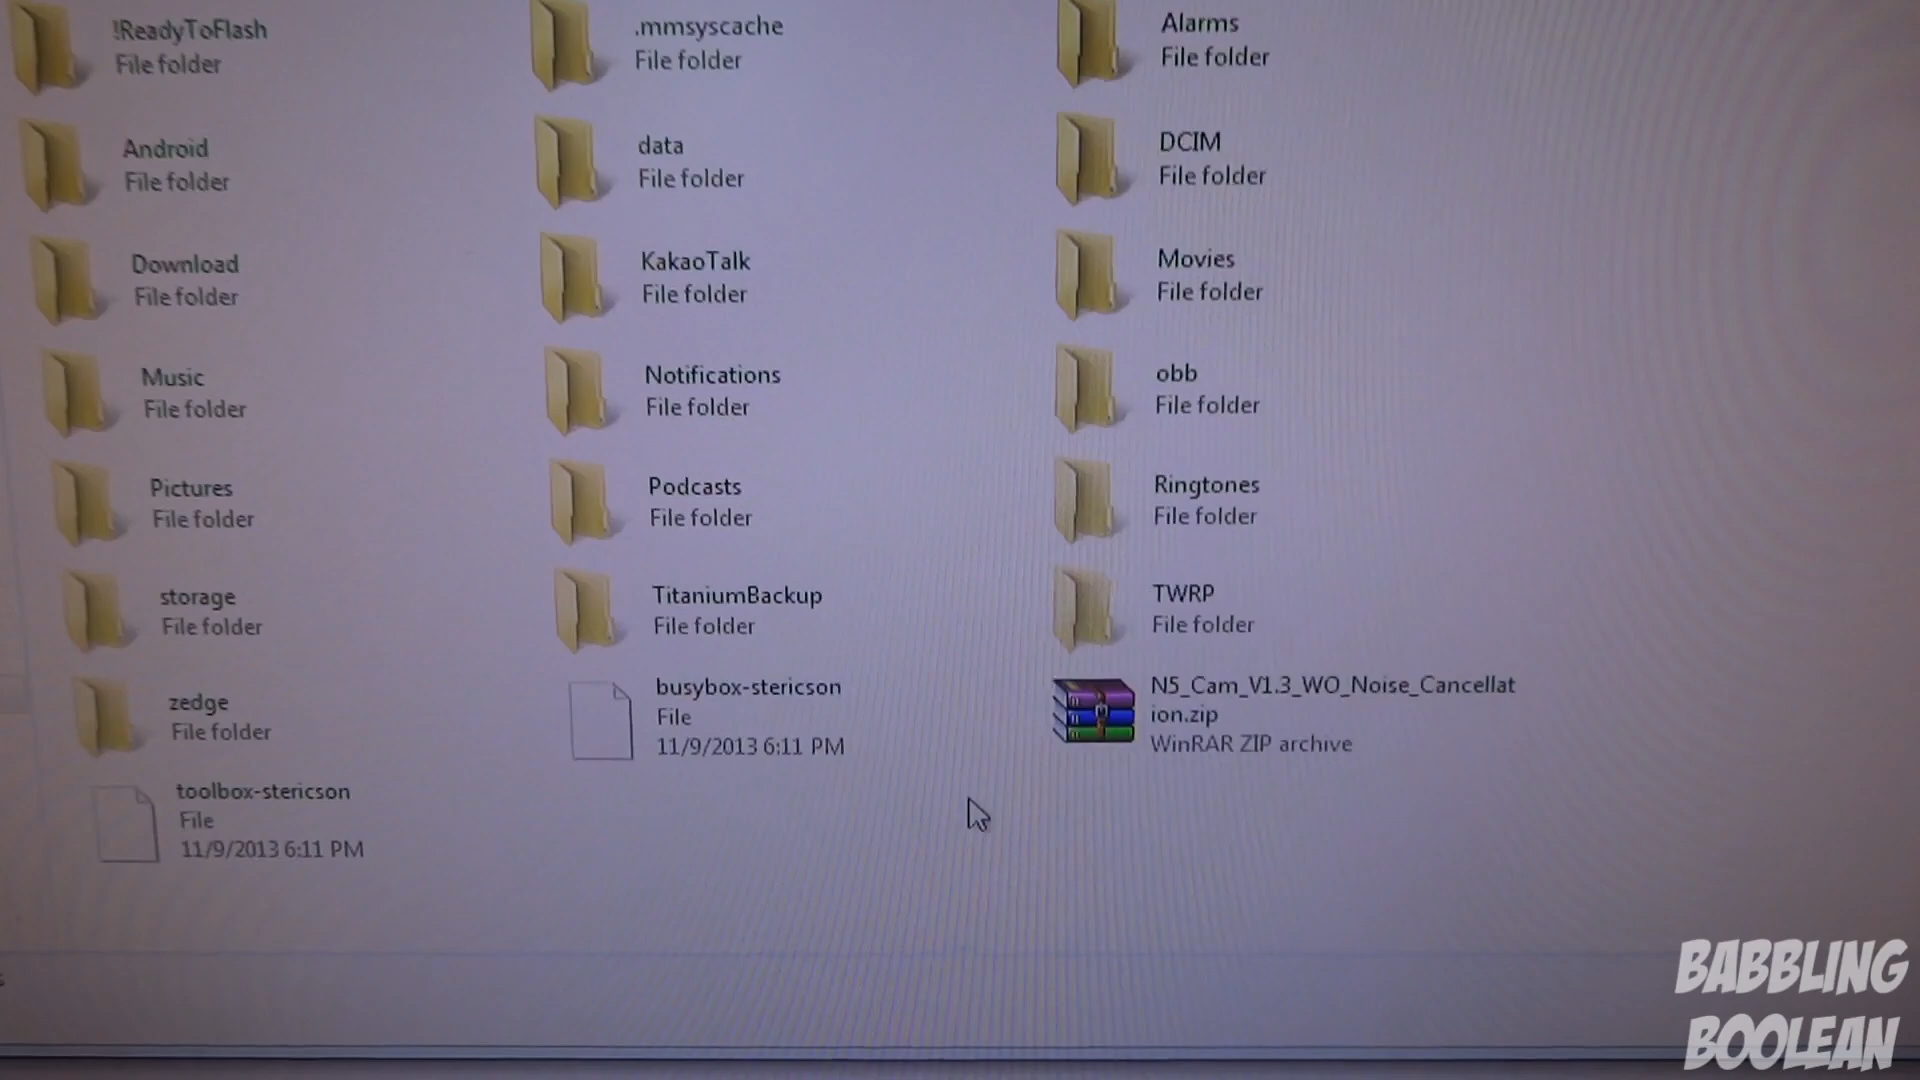 !ReadyToFlash
File folder
.mmsyscache
File folder
Alarms
File folder
Android
File folder
data
File folder
DCIM
File folder
Download
File folder
KakaoTalk
File folder
Movies
File folder
Music
File folder
Notifications
File folder
obb
File folder
Pictures
File folder
Podcasts
File folder
Ringtones
File folder
storage
File folder
TitaniumBackup
File folder
TWRP
File folder
zedge
File folder
busybox-stericson
File
11/9/2013 6:11 PM
N5_Cam_V1.3_WO_Noise_Cancellat
ion.zip
WinRAR ZIP archive
toolbox-stericson
File
11/9/2013 6:11 PM
BABBLING
BOOLEAN